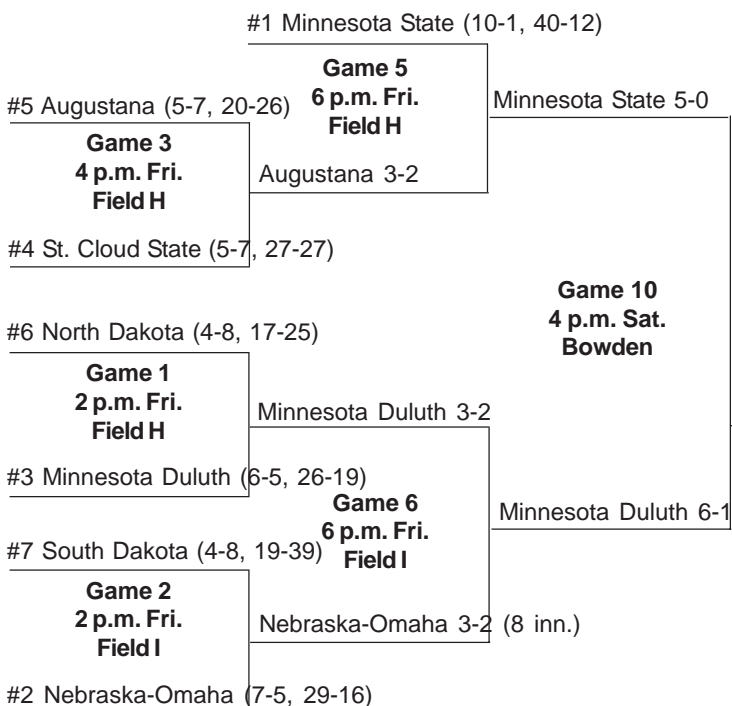 #1 Minnesota State (10-1, 40-12)
Game 5
6 p.m. Fri.
Field H
#5 Augustana (5-7, 20-26)
Minnesota State 5-0
Game 3
4 p.m. Fri.
Field H
Augustana 3-2
#4 St. Cloud State (5-7, 27-27)
Game 10
4 p.m. Sat.
Bowden
#6 North Dakota (4-8, 17-25)
Game 1
2 p.m. Fri.
Field H
Minnesota Duluth 3-2
#3 Minnesota Duluth (6-5, 26-19)
Game 6
6 p.m. Fri.
Field I
Minnesota Duluth 6-1
#7 South Dakota (4-8, 19-39)
Game 2
2 p.m. Fri.
Field I
Nebraska-Omaha 3-2 (8 inn.)
#2 Nebraska-Omaha (7-5, 29-16)